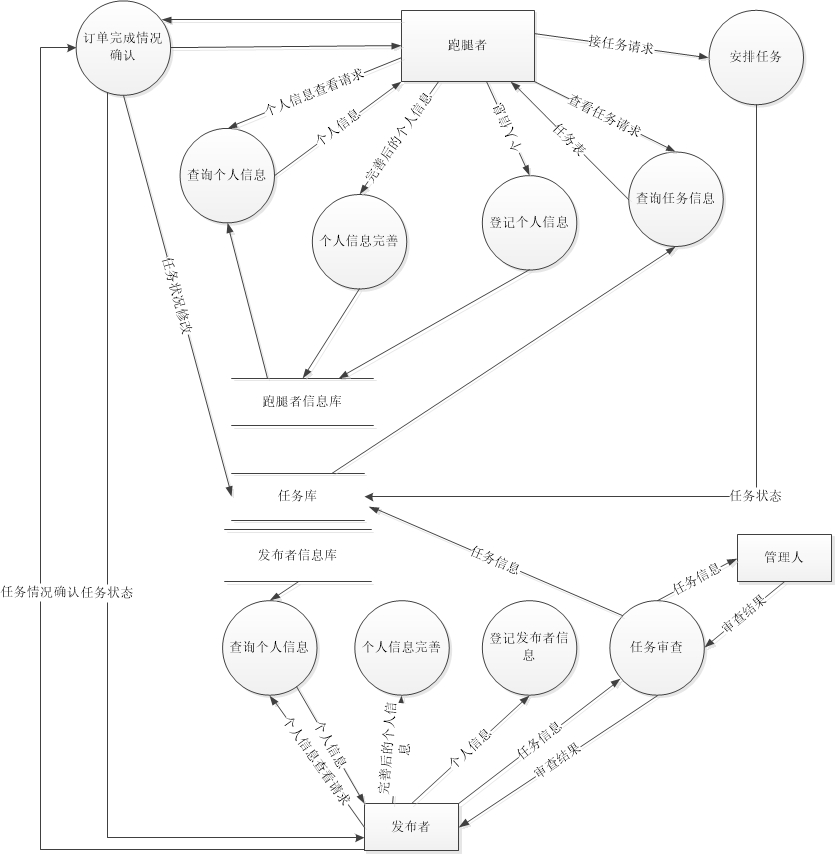 订单完成情况
确认
跑腿者
安排任务
接任务请求
个人信息查看请求
个人信息
完善后的个人信息
个人信息
任务表
查看任务请求
查询个人信息
个人信息完善
登记个人信息
查询任务信息
任务状况修改
跑腿者信息库
任务库
任务状态
发布者信息库
任务信息
管理人
任务信息
审查结果
任务情况确认
任务状态
查询个人信息
个人信息完善
登记发布者信
息
任务审查
个人信息
个人信息查看请求
完善后的个人信
息
个人信息
任务信息
审查结果
发布者